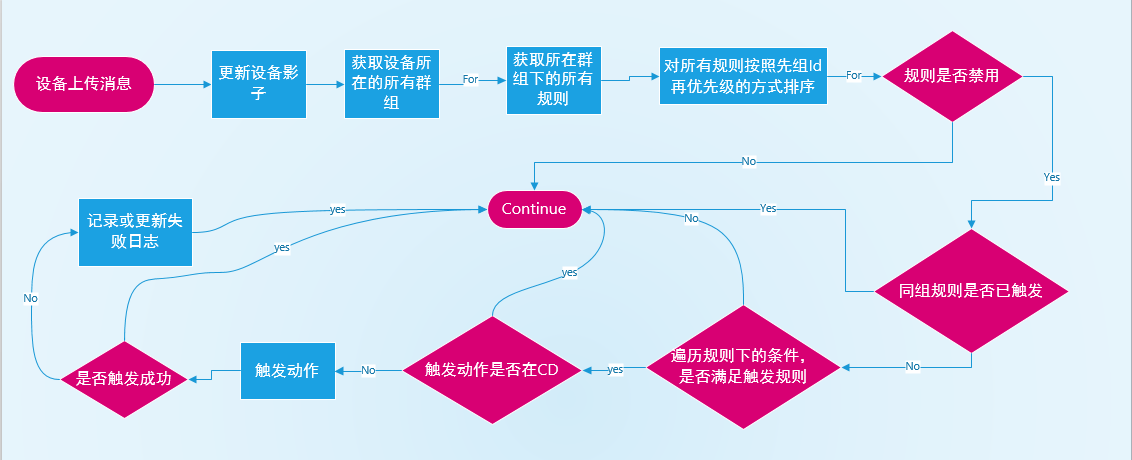 设备上传消息
更新设备影
子
获取设备所
在的所有群
组
For
获取所在群
组下的所有
规则
对所有规则按照先组Id
再优先级的方式排序
For
规则是否禁用
No
Yes
Continue
记录或更新失
败日志
yes
yes
No
Yes
同组规则是否已触发
yes
No
是否触发成功
触发动作
No
触发动作是否在CD
yes
遍历规则下的条件，
是否满足触发规则
No